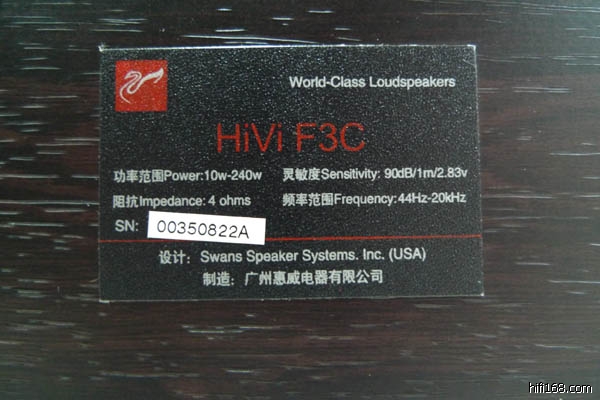 World-Class Loudspeakers
HiVi F3C
功率范围Power:10w-240w 灵敏度Sensitivity: 90dB/1m/2.83v
阻抗Impedance: 4 ohms 频率范围Frequency: 44Hz-20kHz
SN: 00350822A
设计: Swans Speaker Systems. Inc. (USA)
制造: 广州惠威电器有限公司
hifi168.com